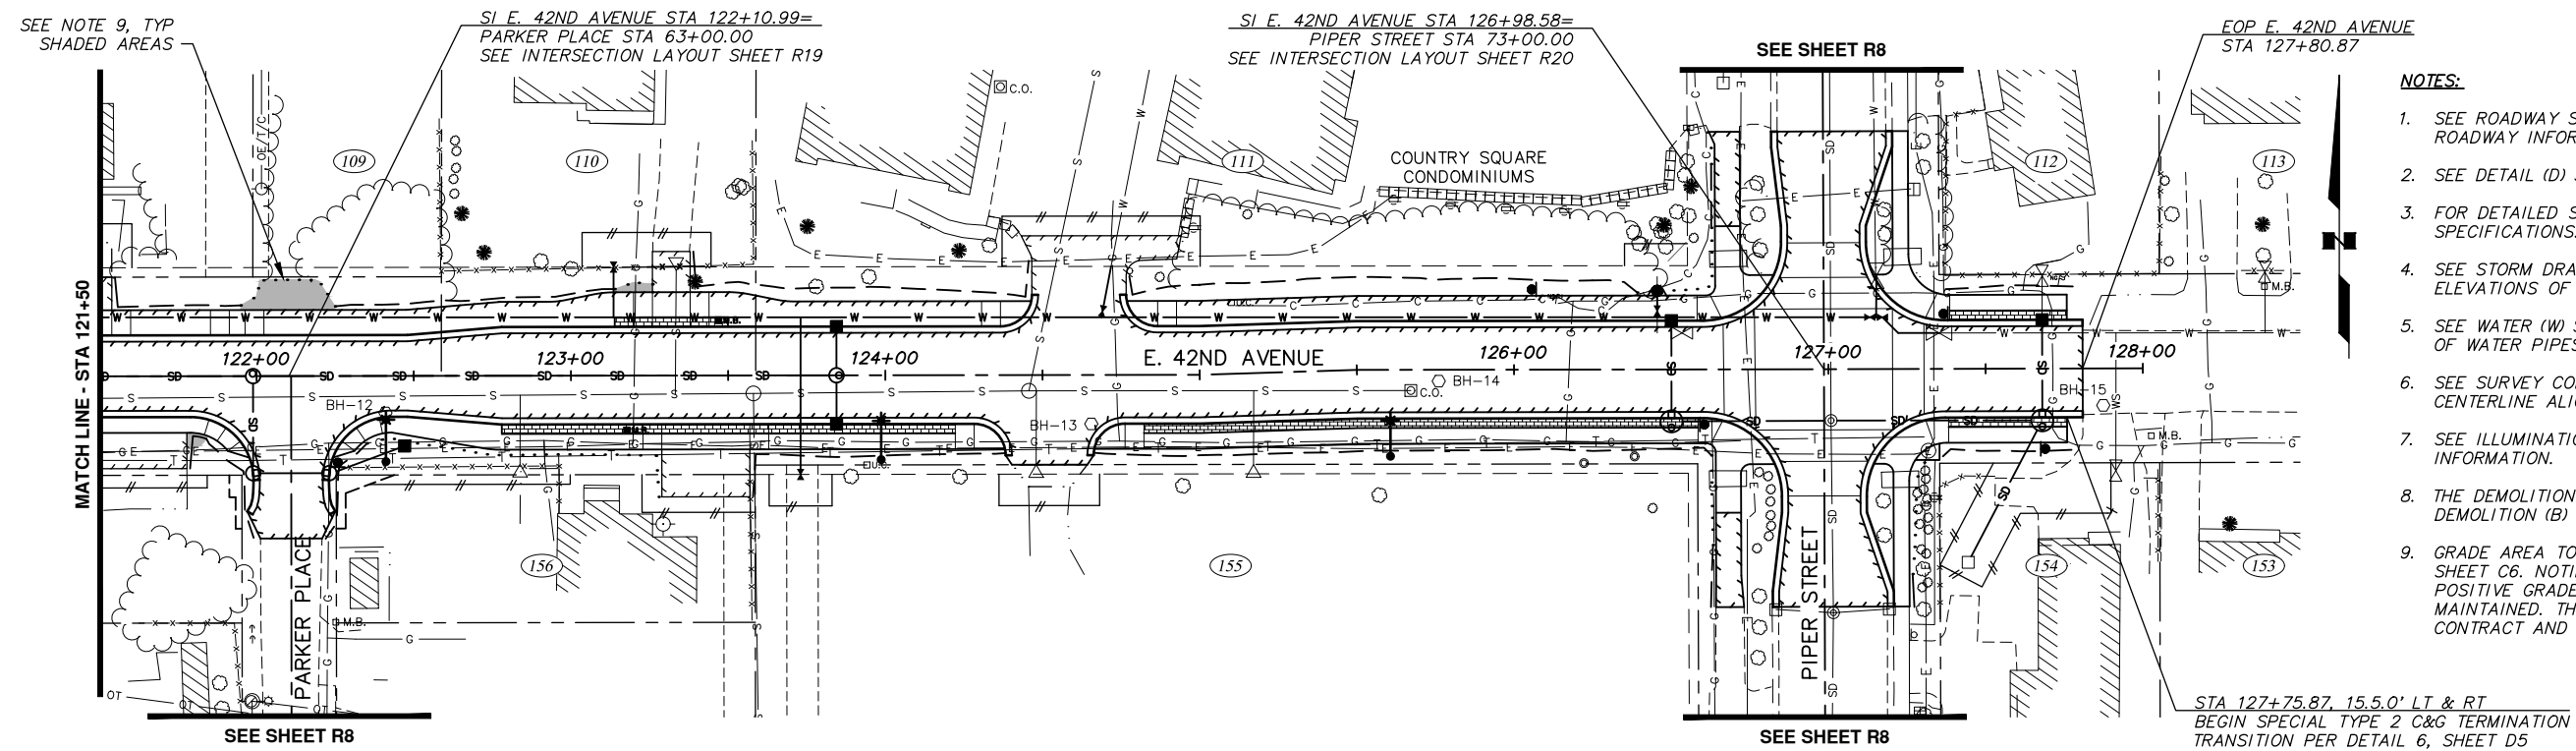 SEE NOTE 9, TYP
SHADED AREAS
SI E. 42ND AVENUE STA 122+10.99=
PARKER PLACE STA 63+00.00
SEE INTERSECTION LAYOUT SHEET R19
SI E. 42ND AVENUE STA 126+98.58=
PIPER STREET STA 73+00.00
SEE INTERSECTION LAYOUT SHEET R20
SEE SHEET R8
EOP E. 42ND AVENUE
STA 127+80.87
MATCH LINE - STA 121+50
OE/T/C
109
110
C.O.
111
COUNTRY SQUARE
CONDOMINIUMS
112
113
M.B.
122+00
123+00
124+00
E. 42ND AVENUE
126+00
127+00
128+00
BH-12
BH-13
BH-14
C.O.
BH-15
M.B.
156
155
154
153
PARKER PLACE
PIPER STREET
M.B.
SEE SHEET R8
SEE SHEET R8
STA 127+75.87, 15.5.0' LT & RT
BEGIN SPECIAL TYPE 2 C&G TERMINATION
TRANSITION PER DETAIL 6, SHEET D5
NOTES:
1. SEE ROADWAY S
ROADWAY INFOR
2. SEE DETAIL (D)
3. FOR DETAILED S
SPECIFICATIONS
4. SEE STORM DRA
ELEVATIONS OF
5. SEE WATER (W) S
OF WATER PIPES
6. SEE SURVEY CO
CENTERLINE ALI
7. SEE ILLUMINATIO
INFORMATION.
8. THE DEMOLITION
DEMOLITION (B)
9. GRADE AREA TO
SHEET C6. NOTI
POSITIVE GRADE
MAINTAINED. TH
CONTRACT AND